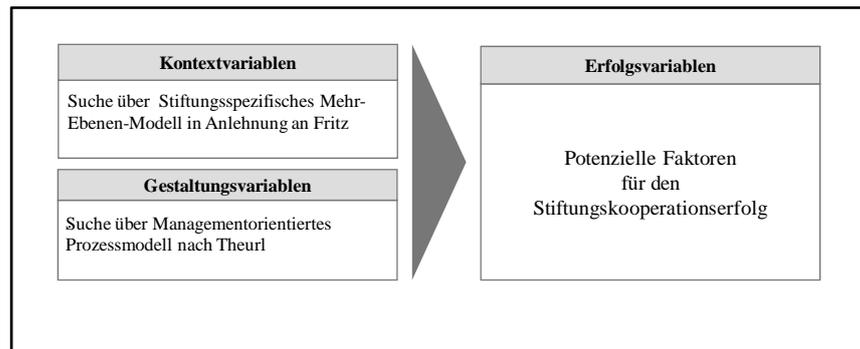 Kontextvariablen
Suche über Stiftungsspezifisches Mehr-
Ebenen-Modell in Anlehnung an Fritz
Gestaltungsvariablen
Suche über Managementorientiertes
Prozessmodell nach Theurl
Erfolgsvariablen
Potenzielle Faktoren
für den
Stiftungskooperationserfolg